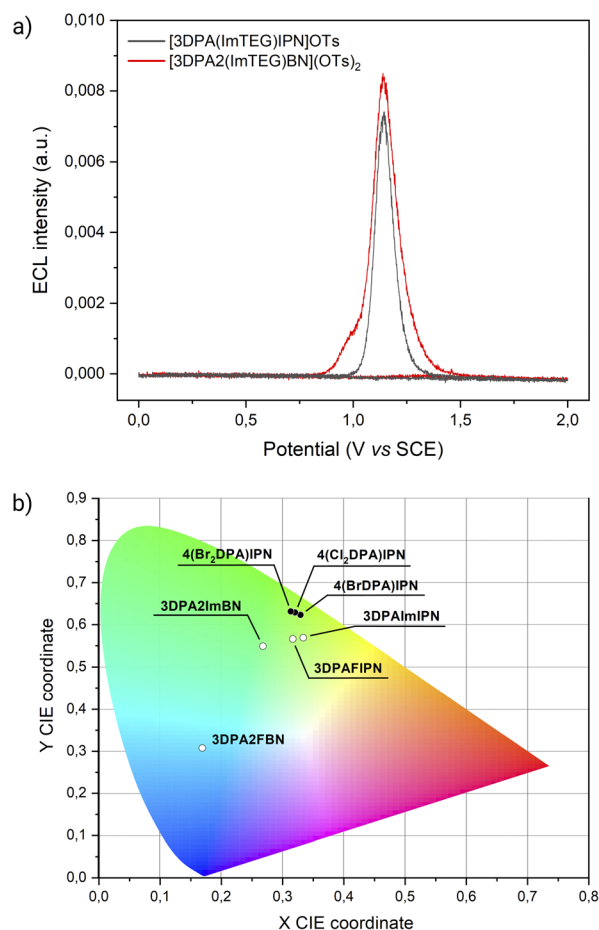 a)
[3DPA(ImTEG)IPN]OTs
[3DPA2(ImTEG)BN](OTs)₂
0,010
0,008
0,006
0,004
0,002
0,000
ECL intensity (a.u.)
0,0 0,5 1,0 1,5 2,0
Potential (V vs SCE)
b)
0,9
0,8
0,7
0,6
0,5
0,4
0,3
0,2
0,1
0,0
Y CIE coordinate
4(Br₂DPA)IPN
4(Cl₂DPA)IPN
4(BrDPA)IPN
3DPA2ImBN
3DPAImIPN
3DPAFIPN
3DPA2FBN
0,0 0,1 0,2 0,3 0,4 0,5 0,6 0,7 0,8
X CIE coordinate